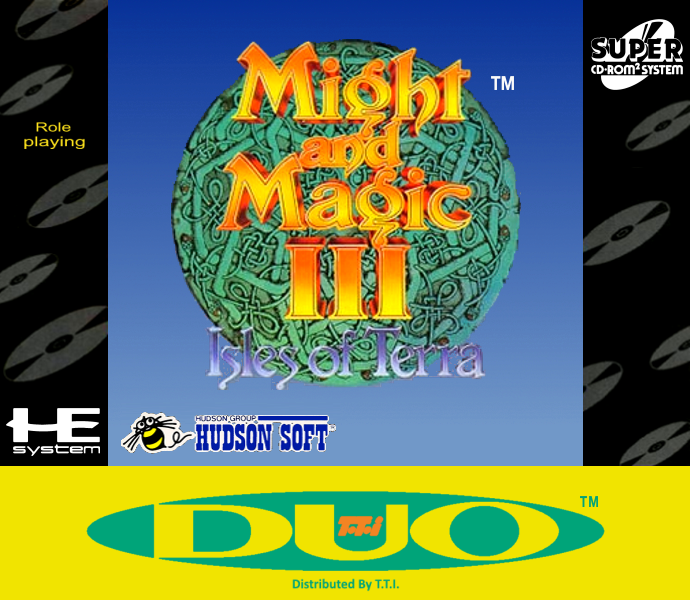 Might
and
Magic
III
Isles of Terra
TM
Role
playing
SUPER
CD-ROM² SYSTEM
HE
system
HUDSON GROUP
HUDSON SOFT
TM
DUO
T.T.i
TM
Distributed By T.T.I.